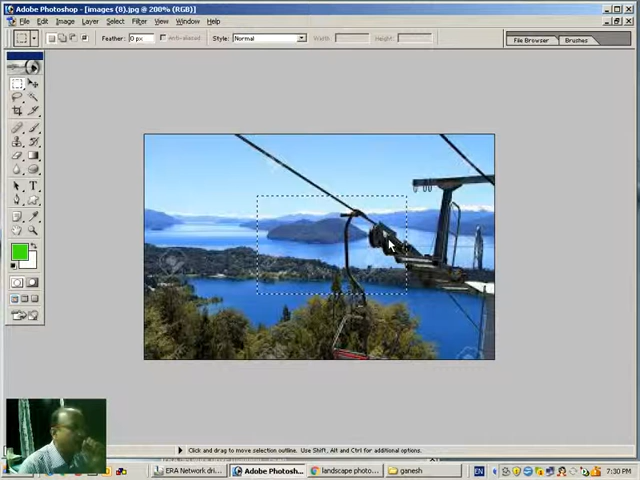 Adobe Photoshop - [images (8).jpg @ 200% (RGB)]
File Edit Image Layer Select Filter View Window Help
Feather: 0 px Anti-aliased Style: Normal Width: Height: File Browser Brushes
T
Click and drag to move selection outline. Use Shift, Alt and Ctrl for additional options.
ERA Network dri... Adobe Photosh... landscape photo... ganesh EN 7:30 PM